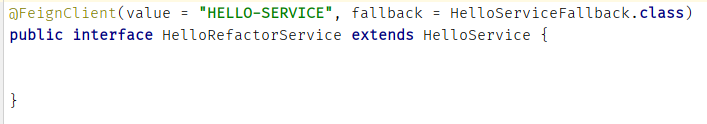 @FeignClient(value = "HELLO-SERVICE", fallback = HelloServiceFallback.class)
public interface HelloRefactorService extends HelloService {
}